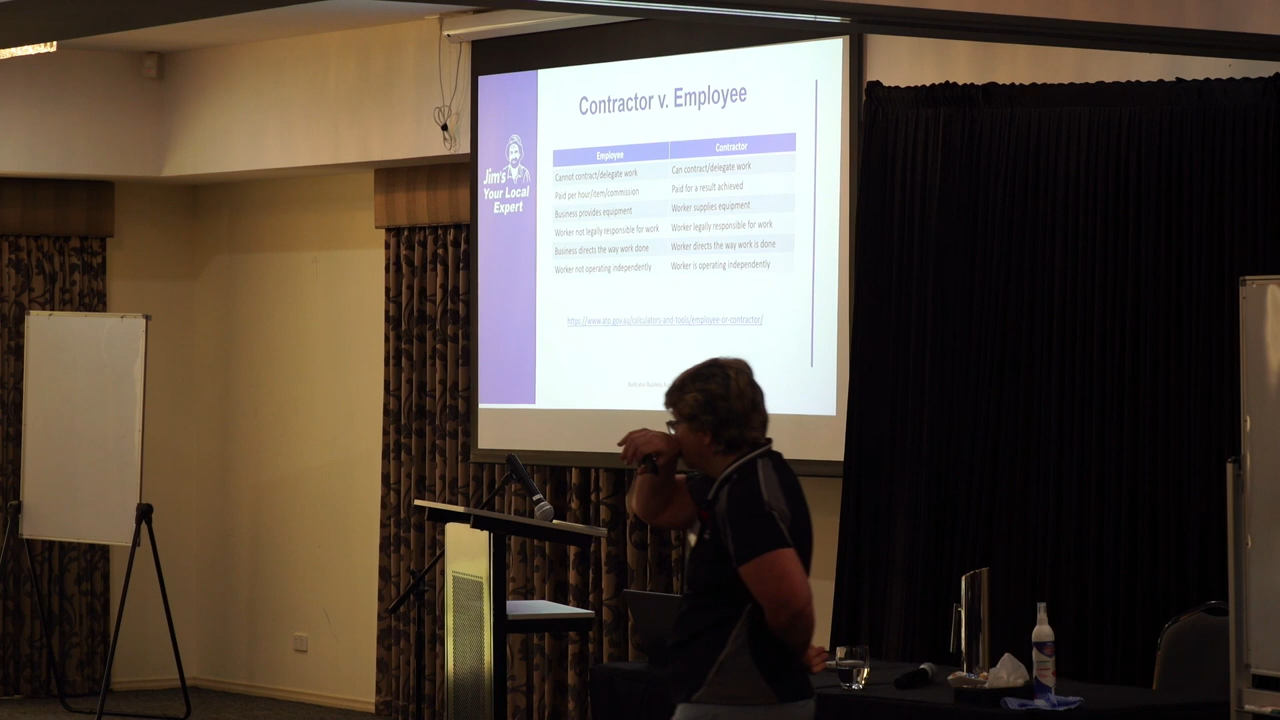 Contractor v. Employee
Jim's
Your Local
Expert
Employee Contractor
Cannot contract/delegate work Can contract/delegate work
Paid per hour/item/commission Paid for a result achieved
Business provides equipment Worker supplies equipment
Worker not legally responsible for work Worker legally responsible for work
Business directs the way work done Worker directs the way work is done
Worker not operating independently Worker is operating independently
https://www.ato.gov.au/calculators-and-tools/employee-or-contractor/